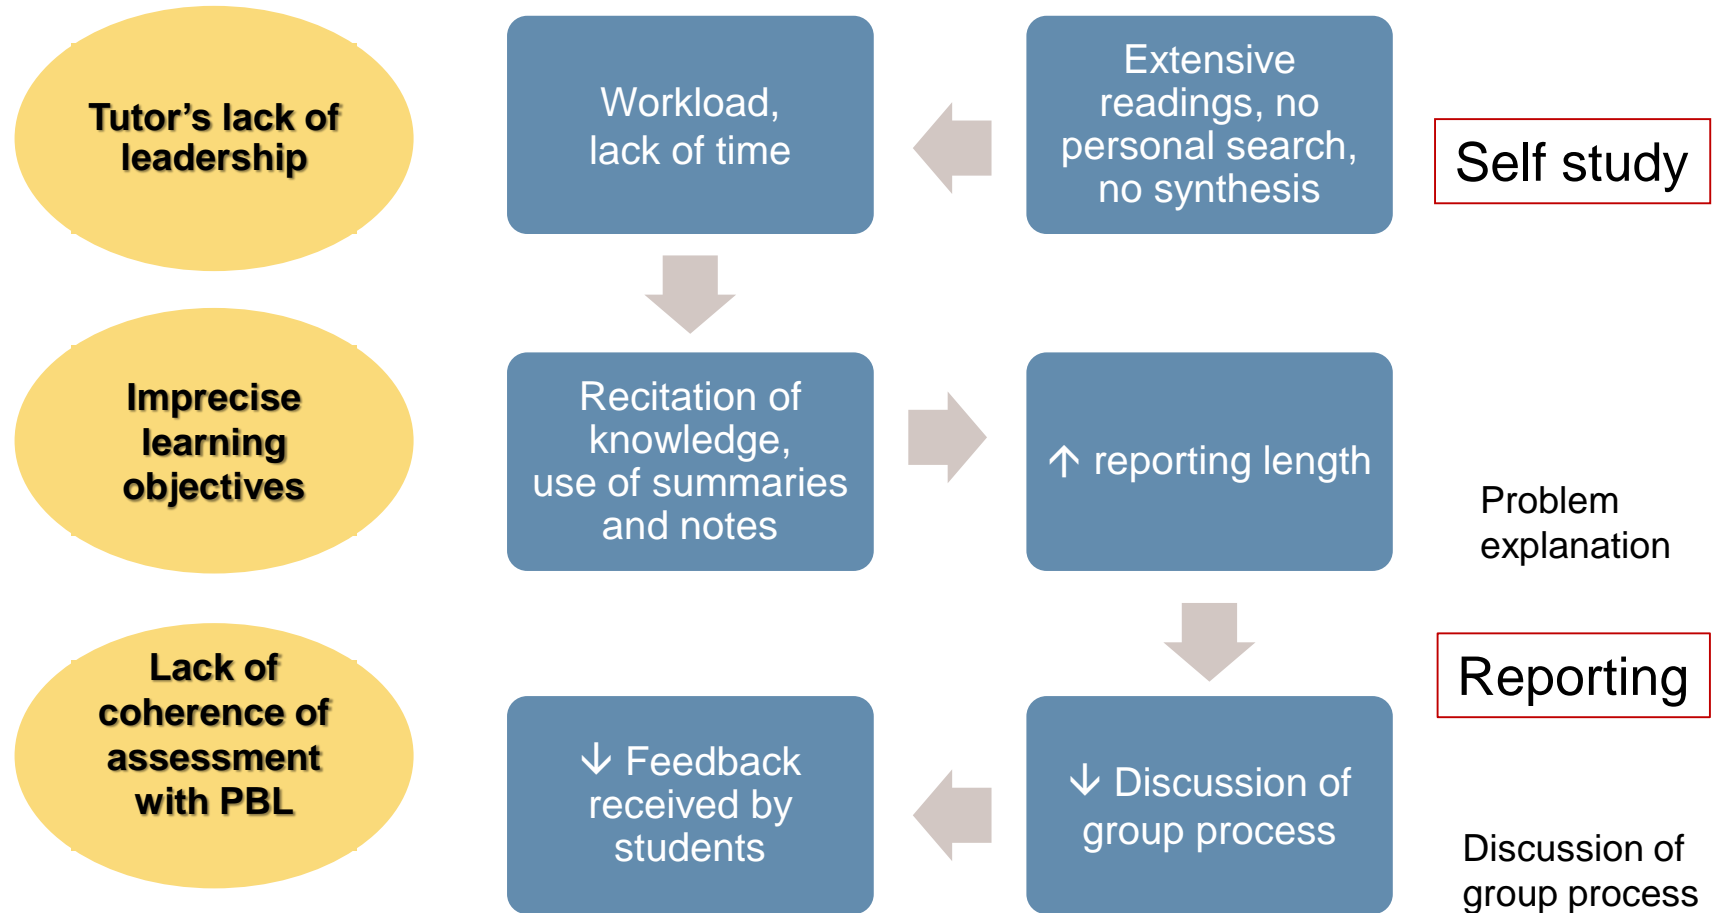 Tutor’s lack of
leadership
Workload,
lack of time
Extensive
readings, no
personal search,
no synthesis
Self study
Imprecise
learning
objectives
Recitation of
knowledge,
use of summaries
and notes
↑ reporting length
Problem
explanation
Reporting
Lack of
coherence of
assessment
with PBL
↓ Feedback
received by
students
↓ Discussion of
group process
Discussion of
group process